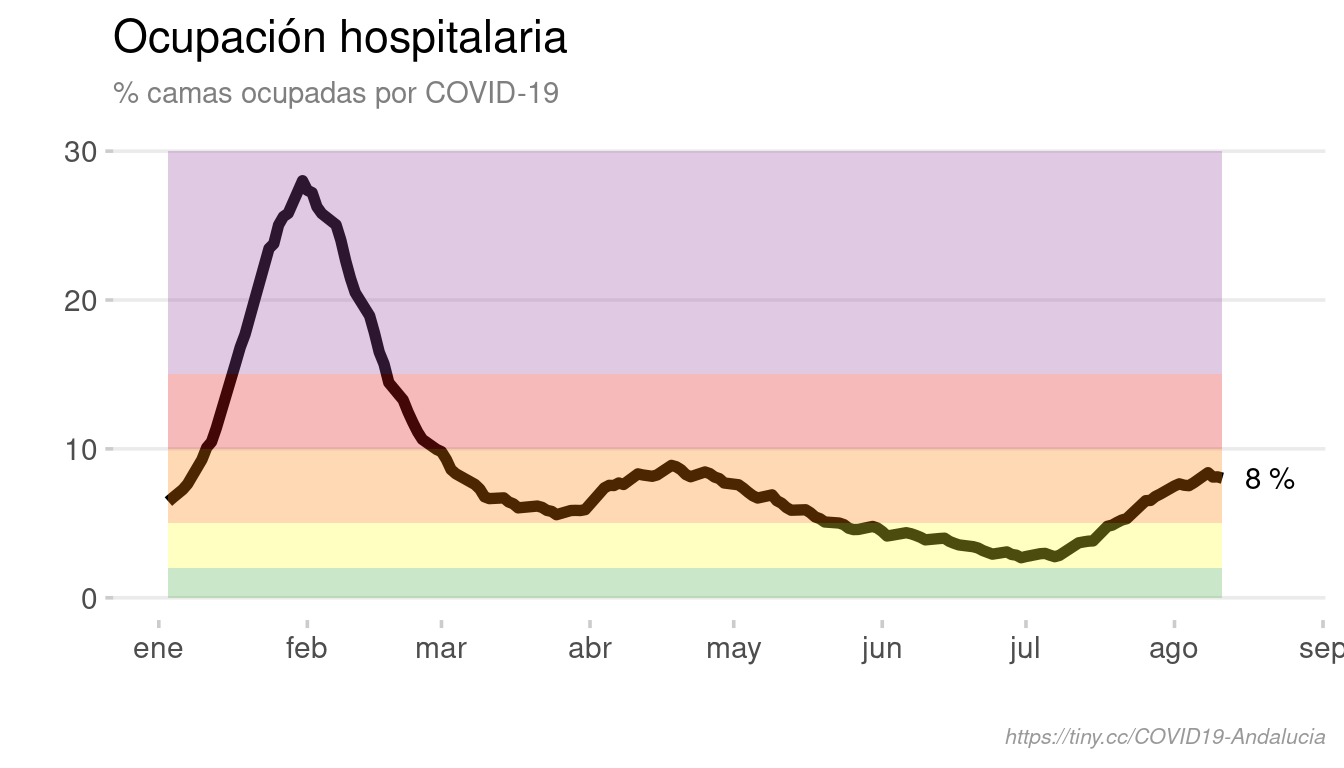 Ocupación hospitalaria
% camas ocupadas por COVID-19
30
20
10
0
8 %
ene feb mar abr may jun jul ago sep
https://tiny.cc/COVID19-Andalucia